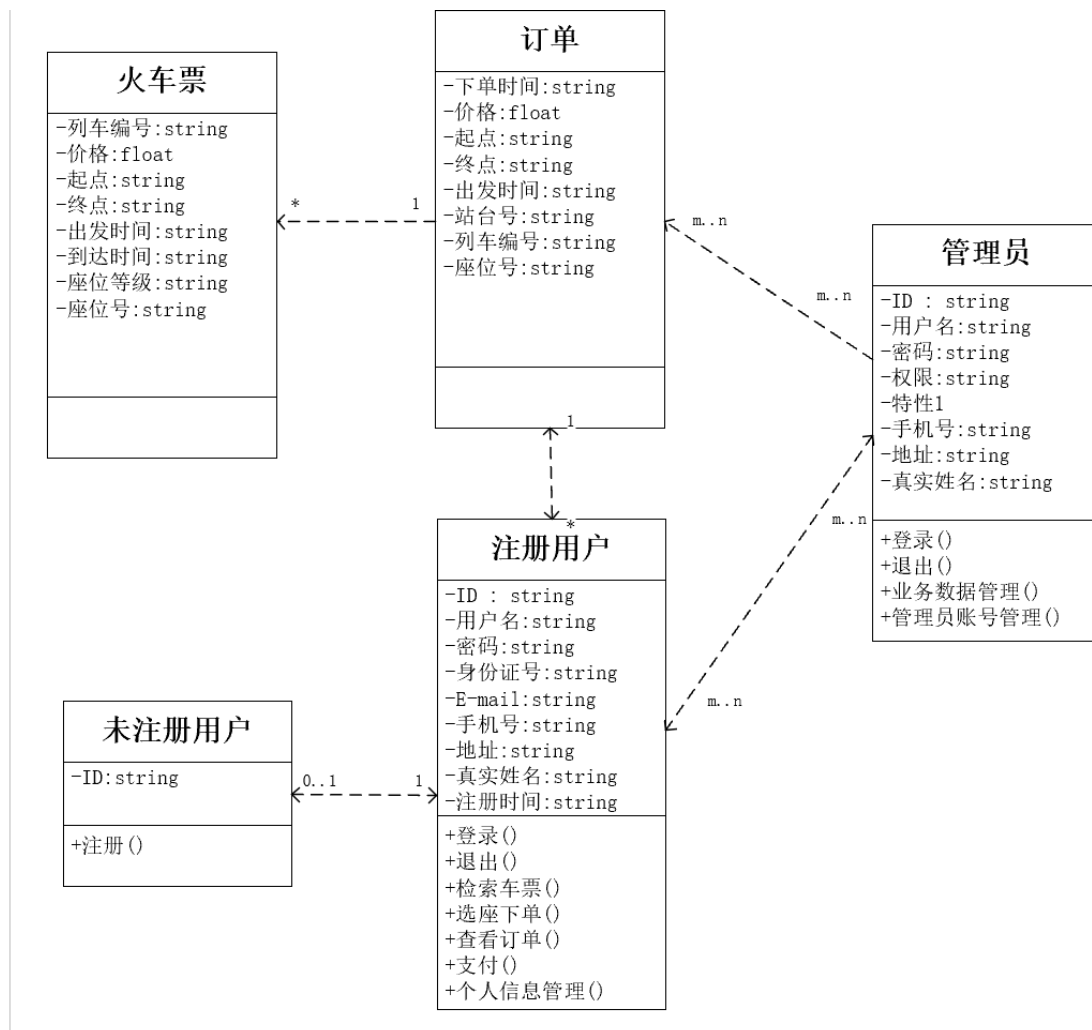 火车票
-列车编号:string
-价格:float
-起点:string
-终点:string
-出发时间:string
-到达时间:string
-座位等级:string
-座位号:string
订单
-下单时间:string
-价格:float
-起点:string
-终点:string
-出发时间:string
-站台号:string
-列车编号:string
-座位号:string
*
1
m..n
m..n
管理员
-ID : string
-用户名:string
-密码:string
-权限:string
-特性1
-手机号:string
-地址:string
-真实姓名:string
+登录()
+退出()
+业务数据管理()
+管理员账号管理()
1
*
m..n
m..n
注册用户
-ID : string
-用户名:string
-密码:string
-身份证号:string
-E-mail:string
-手机号:string
-地址:string
-真实姓名:string
-注册时间:string
+登录()
+退出()
+检索车票()
+选座下单()
+查看订单()
+支付()
+个人信息管理()
未注册用户
-ID:string
+注册()
0..1
1